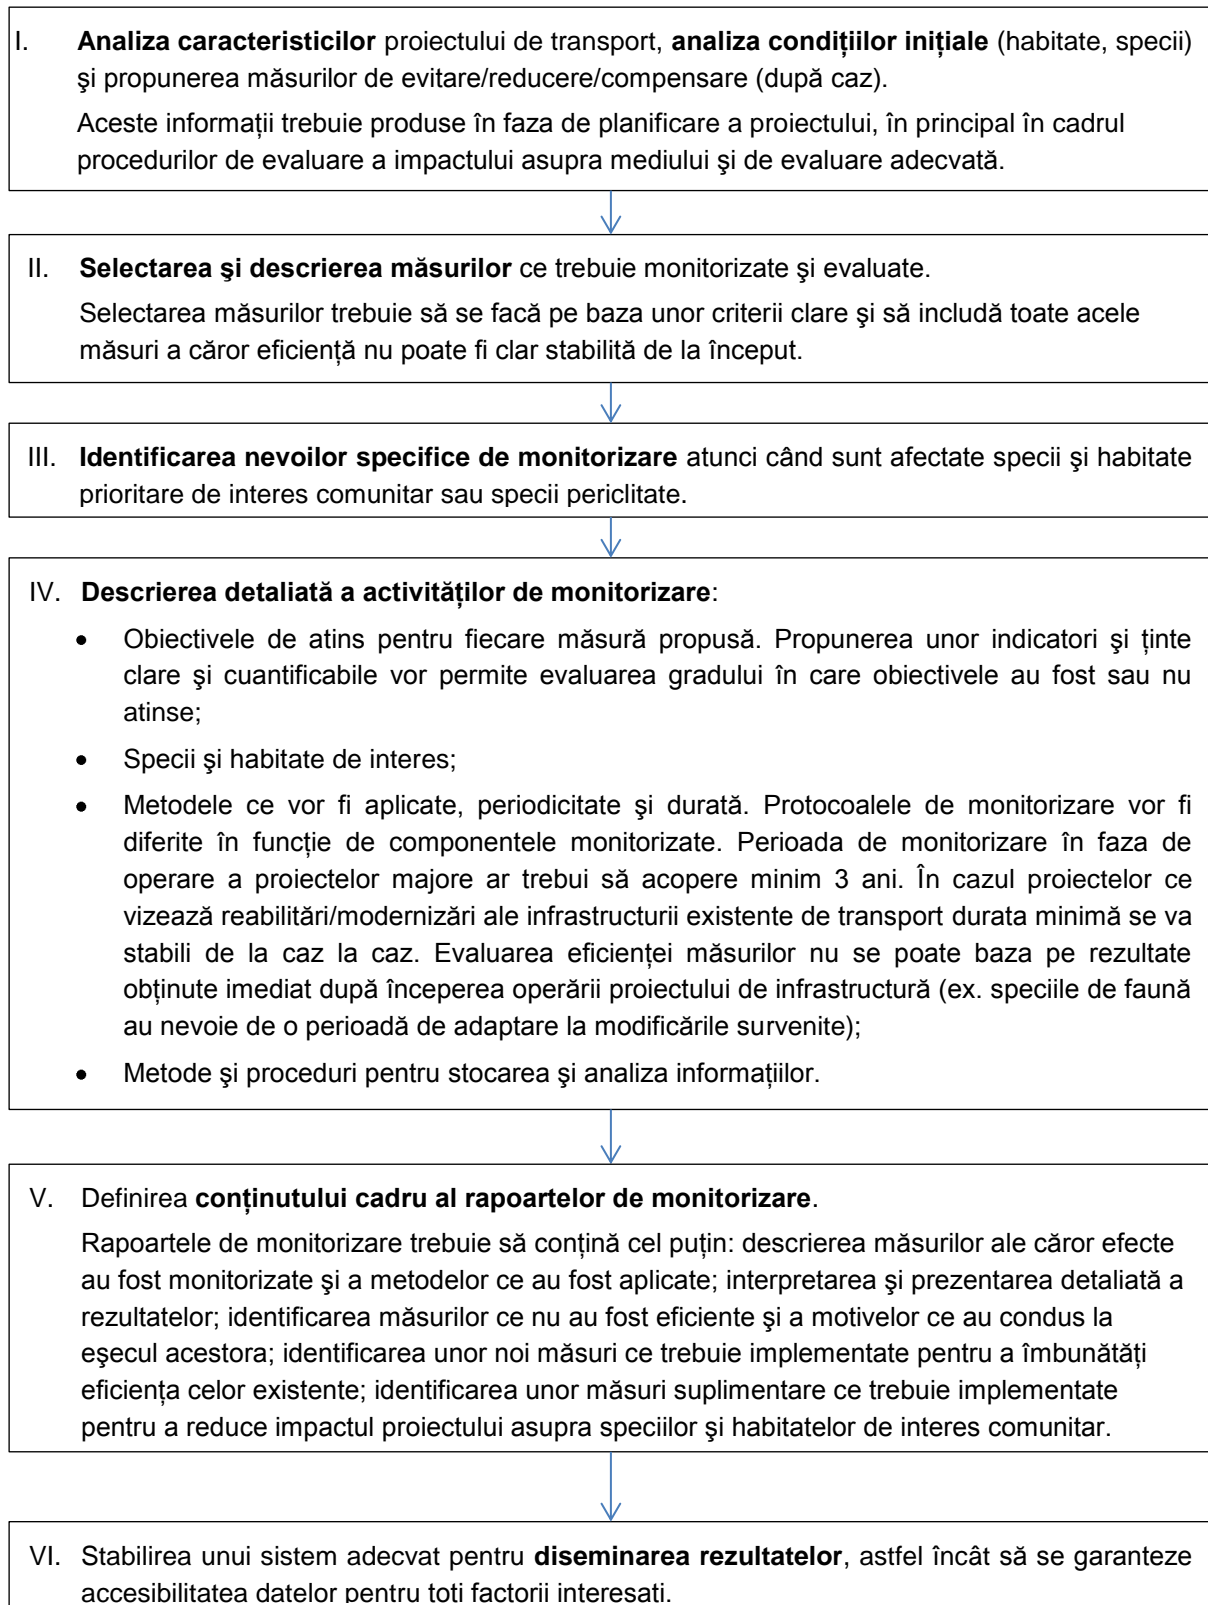 I. Analiza caracteristicilor proiectului de transport, analiza condițiilor inițiale (habitate, specii)
şi propunerea măsurilor de evitare/reducere/compensare (după caz).
Aceste informații trebuie produse în faza de planificare a proiectului, în principal în cadrul
procedurilor de evaluare a impactului asupra mediului şi de evaluare adecvată.
II. Selectarea şi descrierea măsurilor ce trebuie monitorizate şi evaluate.
Selectarea măsurilor trebuie să se facă pe baza unor criterii clare şi să includă toate acele
măsuri a căror eficiență nu poate fi clar stabilită de la început.
III. Identificarea nevoilor specifice de monitorizare atunci când sunt afectate specii şi habitate
prioritare de interes comunitar sau specii periclitate.
IV. Descrierea detaliată a activităților de monitorizare:
• Obiectivele de atins pentru fiecare măsură propusă. Propunerea unor indicatori şi ținte
clare şi cuantificabile vor permite evaluarea gradului în care obiectivele au fost sau nu
atinse;
• Specii şi habitate de interes;
• Metodele ce vor fi aplicate, periodicitate şi durată. Protocoalele de monitorizare vor fi
diferite în funcție de componentele monitorizate. Perioada de monitorizare în faza de
operare a proiectelor majore ar trebui să acopere minim 3 ani. În cazul proiectelor ce
vizează reabilitări/modernizări ale infrastructurii existente de transport durata minimă se va
stabili de la caz la caz. Evaluarea eficienței măsurilor nu se poate baza pe rezultate
obținute imediat după începerea operării proiectului de infrastructură (ex. speciile de faună
au nevoie de o perioadă de adaptare la modificările survenite);
• Metode şi proceduri pentru stocarea şi analiza informațiilor.
V. Definirea conținutului cadru al rapoartelor de monitorizare.
Rapoartele de monitorizare trebuie să conțină cel puțin: descrierea măsurilor ale căror efecte
au fost monitorizate şi a metodelor ce au fost aplicate; interpretarea şi prezentarea detaliată a
rezultatelor; identificarea măsurilor ce nu au fost eficiente şi a motivelor ce au condus la
eşecul acestora; identificarea unor noi măsuri ce trebuie implementate pentru a îmbunătăți
eficiența celor existente; identificarea unor măsuri suplimentare ce trebuie implementate
pentru a reduce impactul proiectului asupra speciilor şi habitatelor de interes comunitar.
VI. Stabilirea unui sistem adecvat pentru diseminarea rezultatelor, astfel încât să se garanteze
accesibilitatea datelor pentru toți factorii interesați.